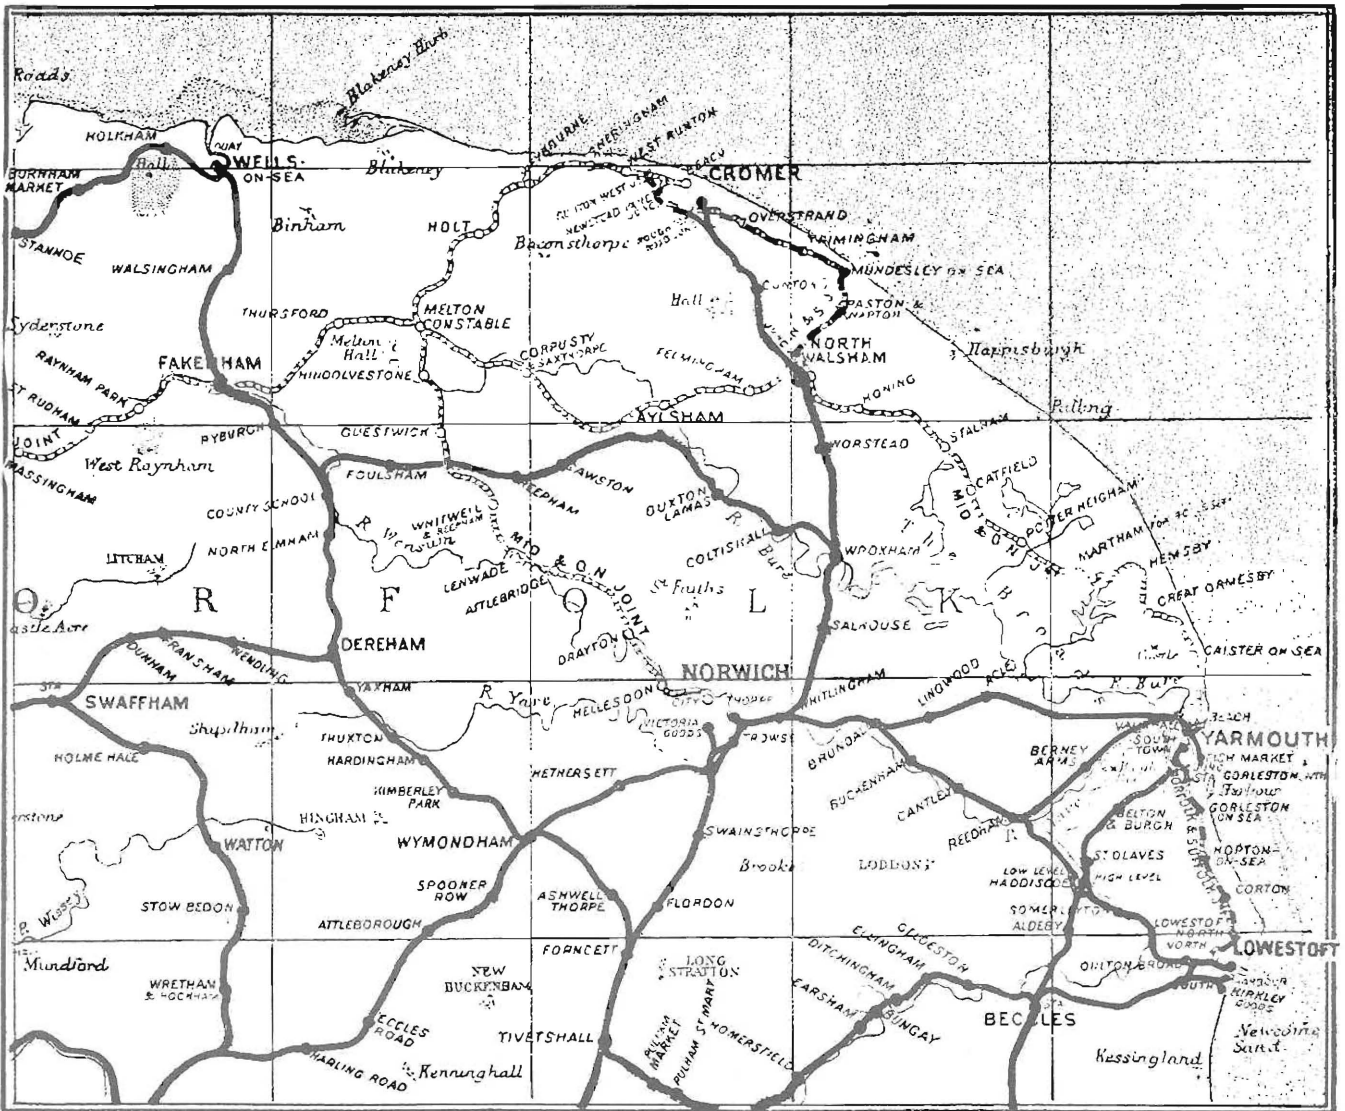 Roads
Blakeney
HOLKHAM
QUAY
WELLS-
ON-SEA
Hall
BURNHAM
MARKET
Blakeney
SHERINGHAM
WEST RUNTON
BEACH
CROMER
STANHOE
Binham
HOLT
Baconsthorpe
OVERSTRAND
TRIMINGHAM
WALSINGHAM
MUNDESLEY ON SEA
Hall
PASTON &
KNAPTON
THURSFORD
MELTON
CONSTABLE
Syderstone
Melton
Hall
CORPUSTY
SAXTHORPE
NORTH
WALSHAM
Happisburgh
RAYNHAM PARK
FAKENHAM
HINDOLVESTONE
FELMINGHAM
HONING
ST RUDHAM
AYLSHAM
Palling
JOINT
RYBURGH
GUESTWICK
STALHAM
MASSINGHAM
West Raynham
WORSTEAD
FOULSHAM
CAWSTON
REEPHAM
CATFIELD
COUNTY SCHOOL
BUXTON
LAMAS
POTTER HEIGHAM
WHITWELL
& REEPHAM
R. Wensum
MID & G.N. JOINT
R. Bure
The
MARTHAM
NORTH ELMHAM
COLTISHALL
WROXHAM
HEMSBY
LITCHAM
LENWADE
ATTLEBRIDGE
St Faiths
GREAT ORMESBY
O R F O L K
Castle Acre
DRAYTON
SALHOUSE
DEREHAM
CAISTER ON SEA
DUNHAM
FRANSHAM
WENDLING
NORWICH
HELLESDON
CITY
THORPE
WHITLINGHAM
LINGWOOD
ACLE
R. Bure
STA
SWAFFHAM
YAXHAM
R. Yare
VICTORIA
GOODS
TROWSE
BEACH
YARMOUTH
Shipdham
THUXTON
HARDINGHAM
BRUNDALL
BERNEY
ARMS
SOUTH
TOWN
HOLME HALE
HETHERSETT
BUCKENHAM
GORLESTON
KIMBERLEY
PARK
CANTLEY
GORLESTON
ON SEA
HINGHAM
REEDHAM
BELTON
& BURGH
WATTON
WYMONDHAM
SWAINSTHORPE
Brooke
LODDON
ST OLAVES
HOPTON-
ON-SEA
LOW LEVEL
HADDISCOE
HIGH LEVEL
SPOONER
ROW
ASHWELL
THORPE
FLORDON
CORTON
R. Wissey
STOW BEDON
SOMERLEYTON
ALDEBY
LOWESTOFT
NORTH
ATTLEBOROUGH
FORNCETT
LOWESTOFT
Mundford
NEW
BUCKENHAM
LONG
STRATTON
DITCHINGHAM
ELLINGHAM
GELDESTON
OULTON BROAD
NORTH
SOUTH
WRETHAM
& HOCKHAM
EARSHAM
BUNGAY
BECCLES
KIRKLEY
GOODS
ECCLES
ROAD
TIVETSHALL
PULHAM
MARKET
PULHAM ST MARY
HOMERSFIELD
HARLING ROAD
Kenninghall
Kessingland
Newcome
Sand